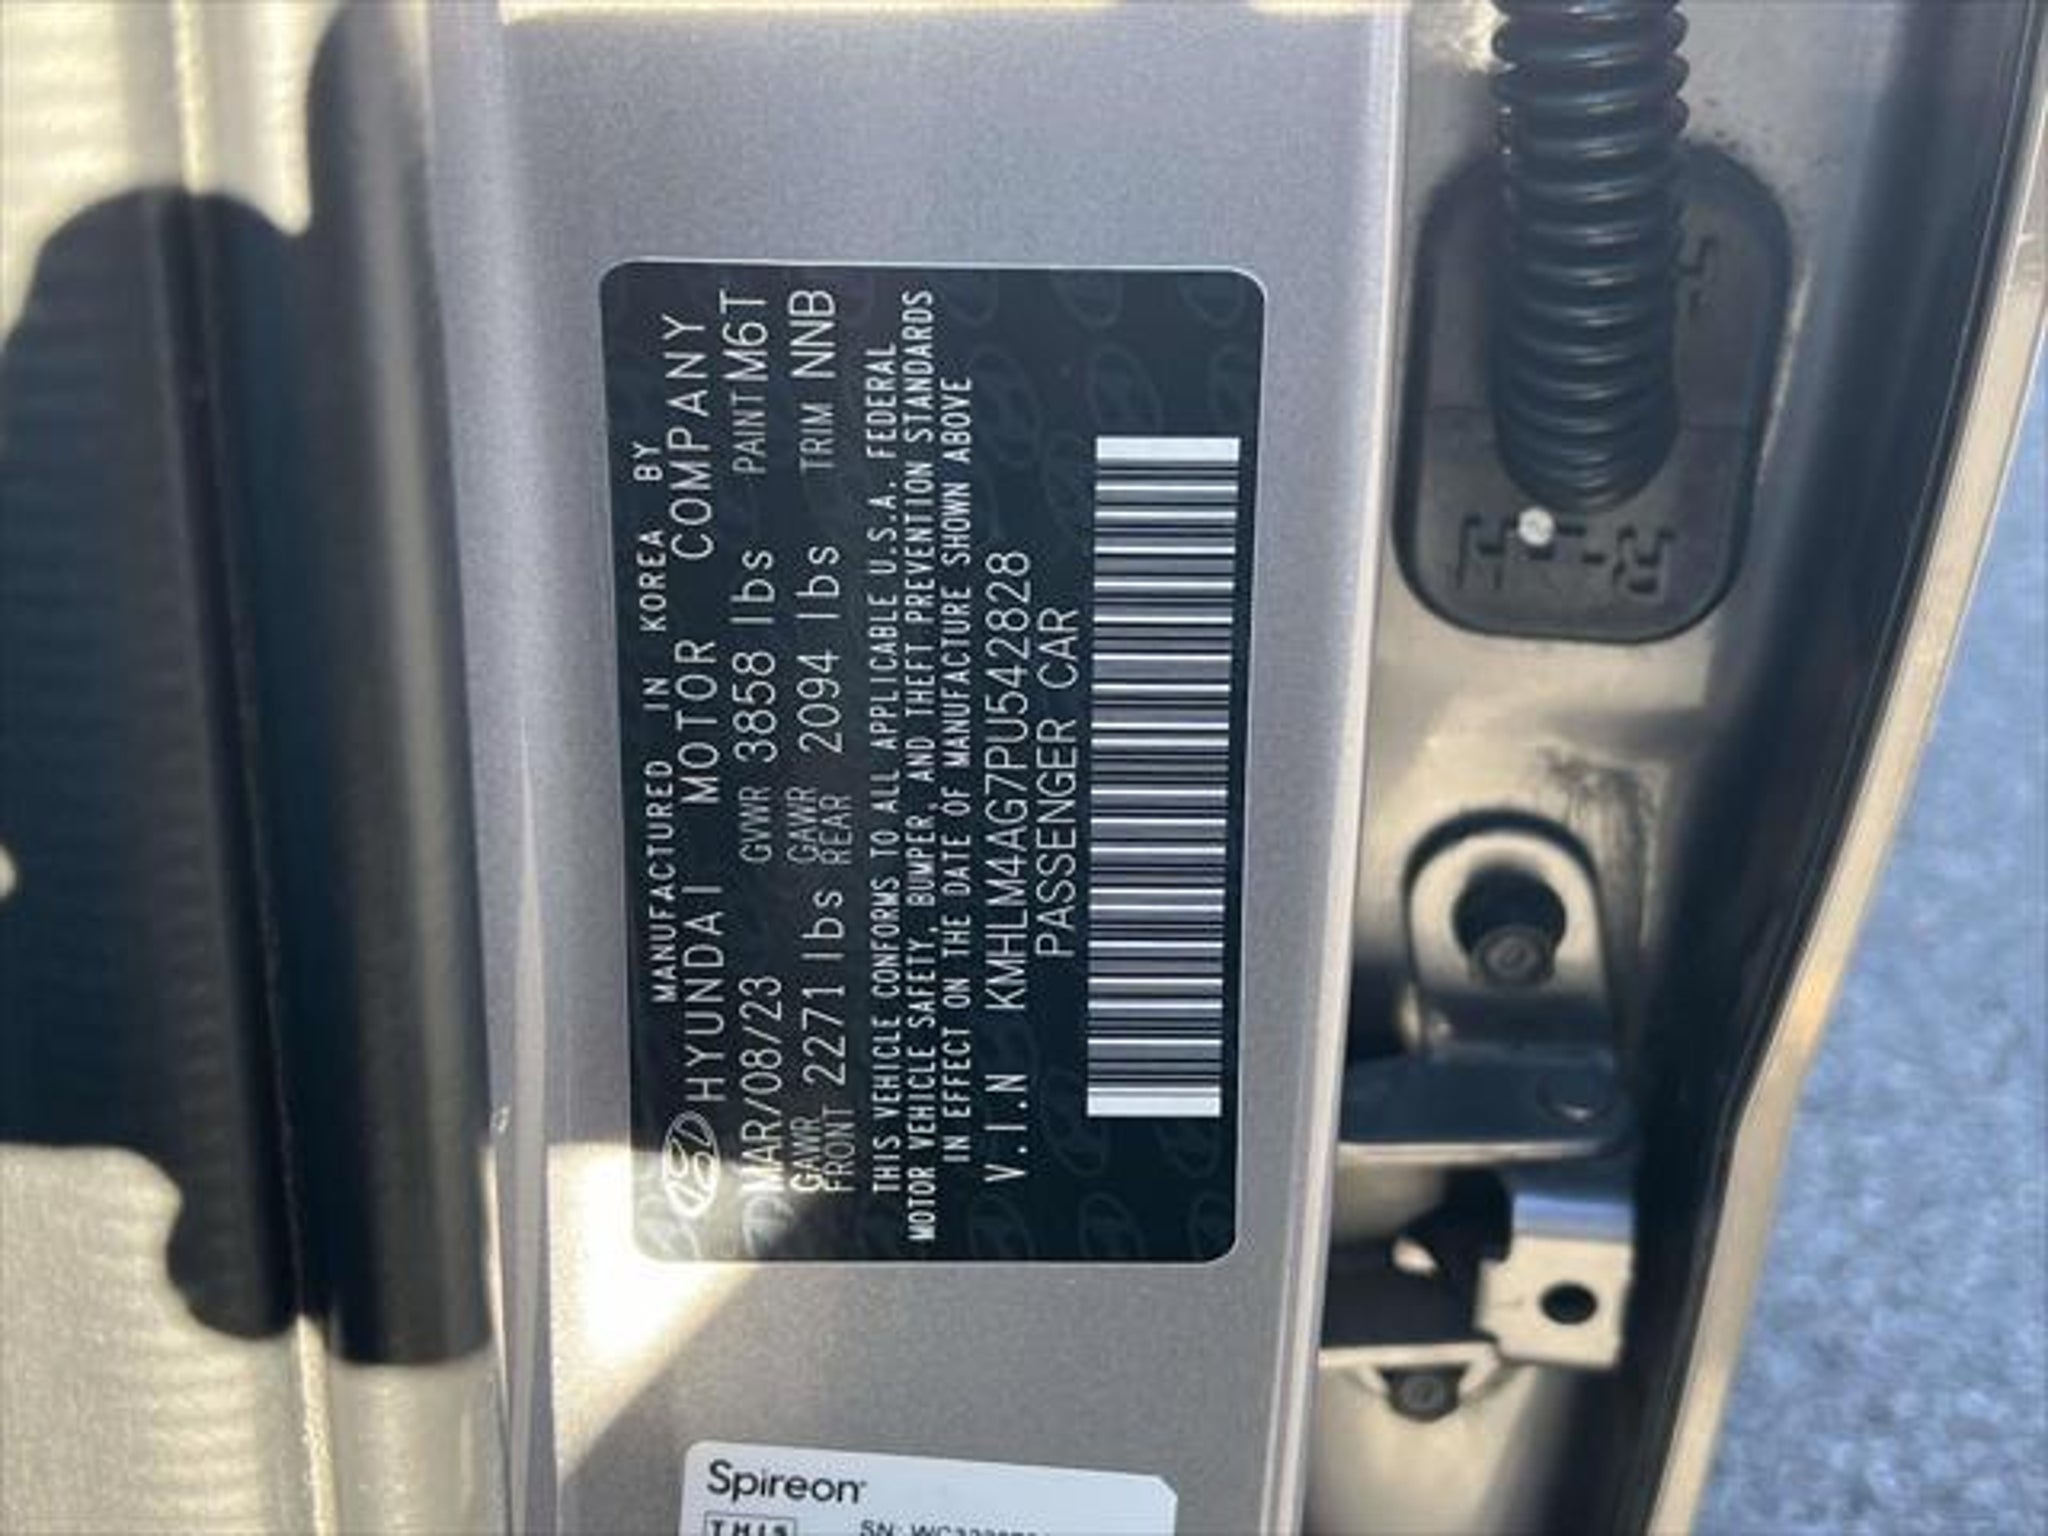 MANUFACTURED IN KOREA BY
HYUNDAI MOTOR COMPANY
MAR/08/23 GVWR 3858 lbs PAINT M6T
GAWR FRONT 2271 lbs GAWR REAR 2094 lbs TRIM NNB
THIS VEHICLE CONFORMS TO ALL APPLICABLE U.S.A. FEDERAL
MOTOR VEHICLE SAFETY, BUMPER, AND THEFT PREVENTION STANDARDS
IN EFFECT ON THE DATE OF MANUFACTURE SHOWN ABOVE
V.I.N KMHLM4AG7PU542828
PASSENGER CAR
Spireon
THIS
SN: